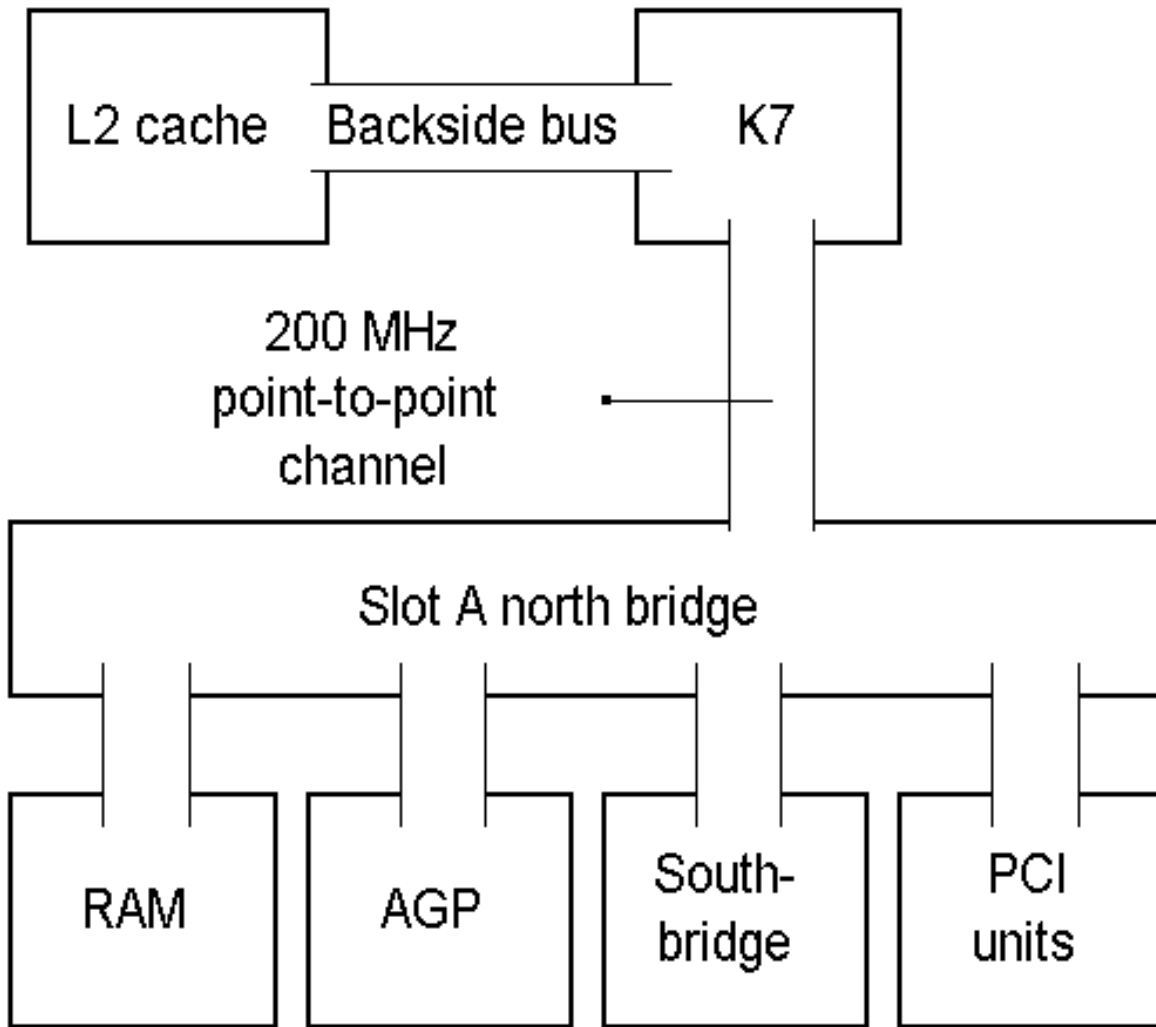 L2 cache
Backside bus
K7
200 MHz
point-to-point
channel
Slot A north bridge
RAM
AGP
South-
bridge
PCI
units